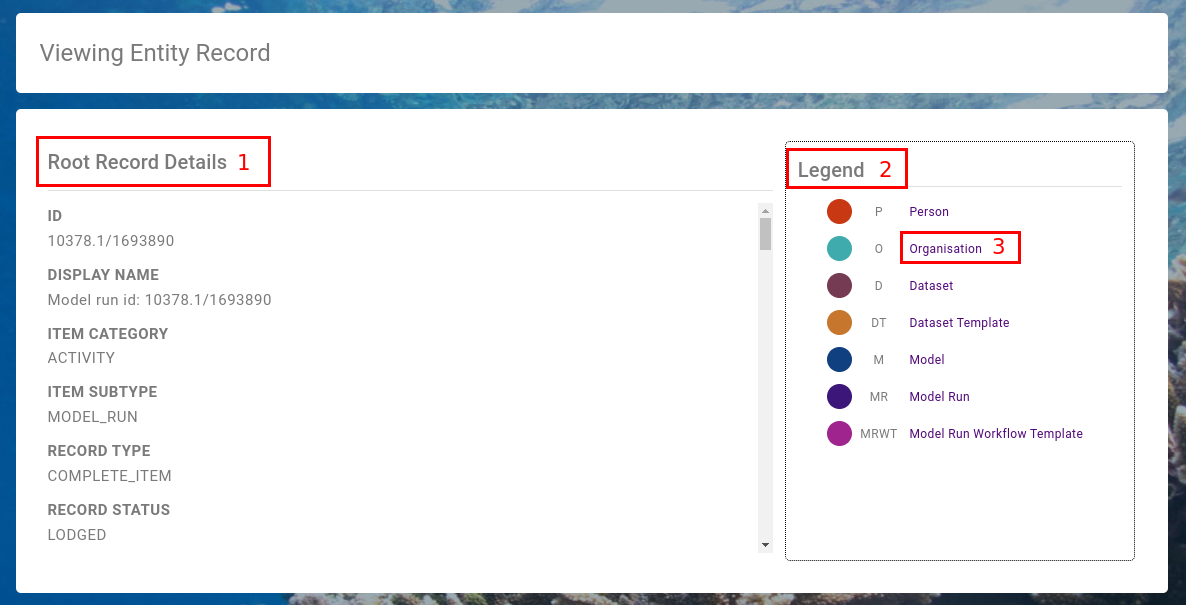 Viewing Entity Record
Root Record Details 1
ID
10378.1/1693890
DISPLAY NAME
Model run id: 10378.1/1693890
ITEM CATEGORY
ACTIVITY
ITEM SUBTYPE
MODEL_RUN
RECORD TYPE
COMPLETE_ITEM
RECORD STATUS
LODGED
Legend 2
P Person
O Organisation 3
D Dataset
DT Dataset Template
M Model
MR Model Run
MRWT Model Run Workflow Template